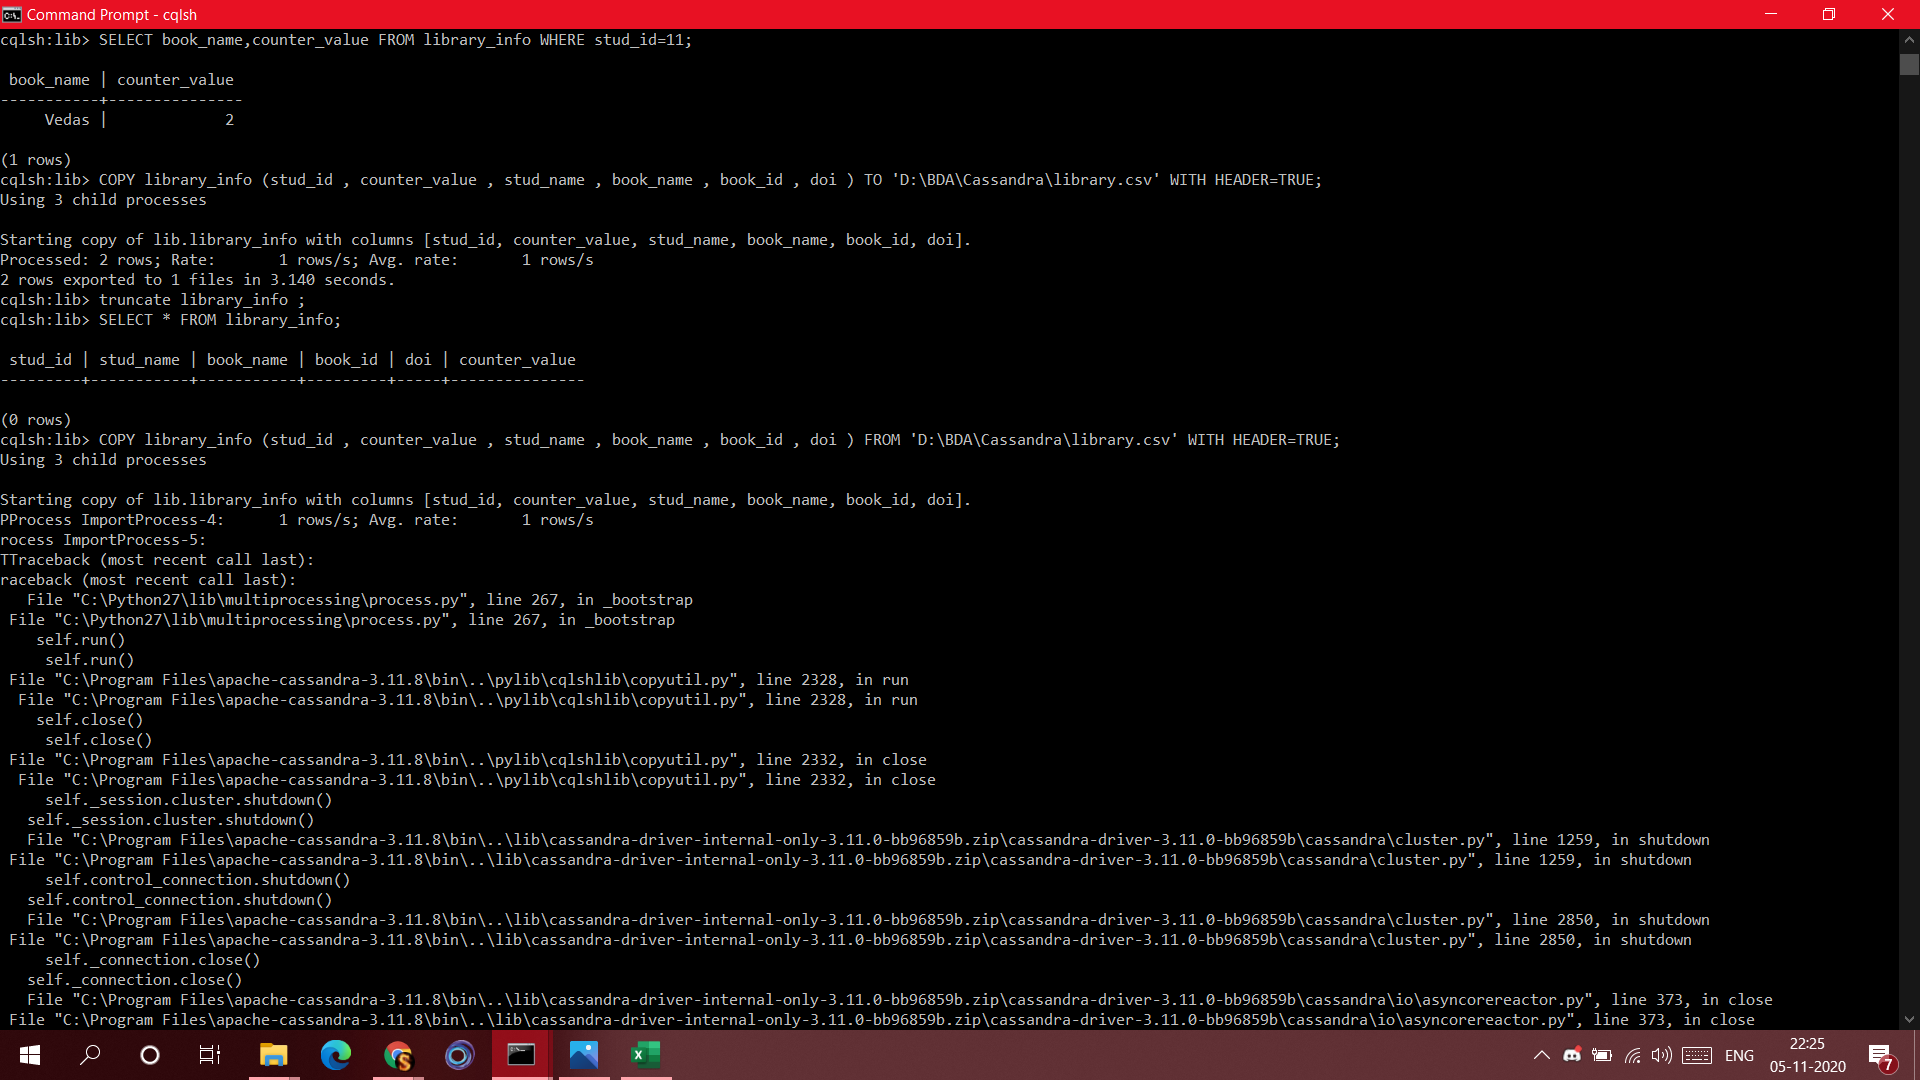 Command Prompt - cqlsh
cqlsh:lib> SELECT book_name,counter_value FROM library_info WHERE stud_id=11;
 book_name | counter_value
-----------+---------------
     Vedas |             2
(1 rows)
cqlsh:lib> COPY library_info (stud_id , counter_value , stud_name , book_name , book_id , doi ) TO 'D:\BDA\Cassandra\library.csv' WITH HEADER=TRUE;
Using 3 child processes
Starting copy of lib.library_info with columns [stud_id, counter_value, stud_name, book_name, book_id, doi].
Processed: 2 rows; Rate:       1 rows/s; Avg. rate:       1 rows/s
2 rows exported to 1 files in 3.140 seconds.
cqlsh:lib> truncate library_info ;
cqlsh:lib> SELECT * FROM library_info;
 stud_id | stud_name | book_name | book_id | doi | counter_value
---------+-----------+-----------+---------+-----+---------------
(0 rows)
cqlsh:lib> COPY library_info (stud_id , counter_value , stud_name , book_name , book_id , doi ) FROM 'D:\BDA\Cassandra\library.csv' WITH HEADER=TRUE;
Using 3 child processes
Starting copy of lib.library_info with columns [stud_id, counter_value, stud_name, book_name, book_id, doi].
PProcess ImportProcess-4:      1 rows/s; Avg. rate:       1 rows/s
rocess ImportProcess-5:
TTraceback (most recent call last):
raceback (most recent call last):
   File "C:\Python27\lib\multiprocessing\process.py", line 267, in _bootstrap
 File "C:\Python27\lib\multiprocessing\process.py", line 267, in _bootstrap
    self.run()
     self.run()
 File "C:\Program Files\apache-cassandra-3.11.8\bin\..\pylib\cqlshlib\copyutil.py", line 2328, in run
  File "C:\Program Files\apache-cassandra-3.11.8\bin\..\pylib\cqlshlib\copyutil.py", line 2328, in run
    self.close()
     self.close()
 File "C:\Program Files\apache-cassandra-3.11.8\bin\..\pylib\cqlshlib\copyutil.py", line 2332, in close
  File "C:\Program Files\apache-cassandra-3.11.8\bin\..\pylib\cqlshlib\copyutil.py", line 2332, in close
     self._session.cluster.shutdown()
   self._session.cluster.shutdown()
   File "C:\Program Files\apache-cassandra-3.11.8\bin\..\lib\cassandra-driver-internal-only-3.11.0-bb96859b.zip\cassandra-driver-3.11.0-bb96859b\cassandra\cluster.py", line 1259, in shutdown
 File "C:\Program Files\apache-cassandra-3.11.8\bin\..\lib\cassandra-driver-internal-only-3.11.0-bb96859b.zip\cassandra-driver-3.11.0-bb96859b\cassandra\cluster.py", line 1259, in shutdown
     self.control_connection.shutdown()
   self.control_connection.shutdown()
   File "C:\Program Files\apache-cassandra-3.11.8\bin\..\lib\cassandra-driver-internal-only-3.11.0-bb96859b.zip\cassandra-driver-3.11.0-bb96859b\cassandra\cluster.py", line 2850, in shutdown
 File "C:\Program Files\apache-cassandra-3.11.8\bin\..\lib\cassandra-driver-internal-only-3.11.0-bb96859b.zip\cassandra-driver-3.11.0-bb96859b\cassandra\cluster.py", line 2850, in shutdown
     self._connection.close()
   self._connection.close()
   File "C:\Program Files\apache-cassandra-3.11.8\bin\..\lib\cassandra-driver-internal-only-3.11.0-bb96859b.zip\cassandra-driver-3.11.0-bb96859b\cassandra\io\asyncorereactor.py", line 373, in close
 File "C:\Program Files\apache-cassandra-3.11.8\bin\..\lib\cassandra-driver-internal-only-3.11.0-bb96859b.zip\cassandra-driver-3.11.0-bb96859b\cassandra\io\asyncorereactor.py", line 373, in close
ENG
22:25
05-11-2020
7